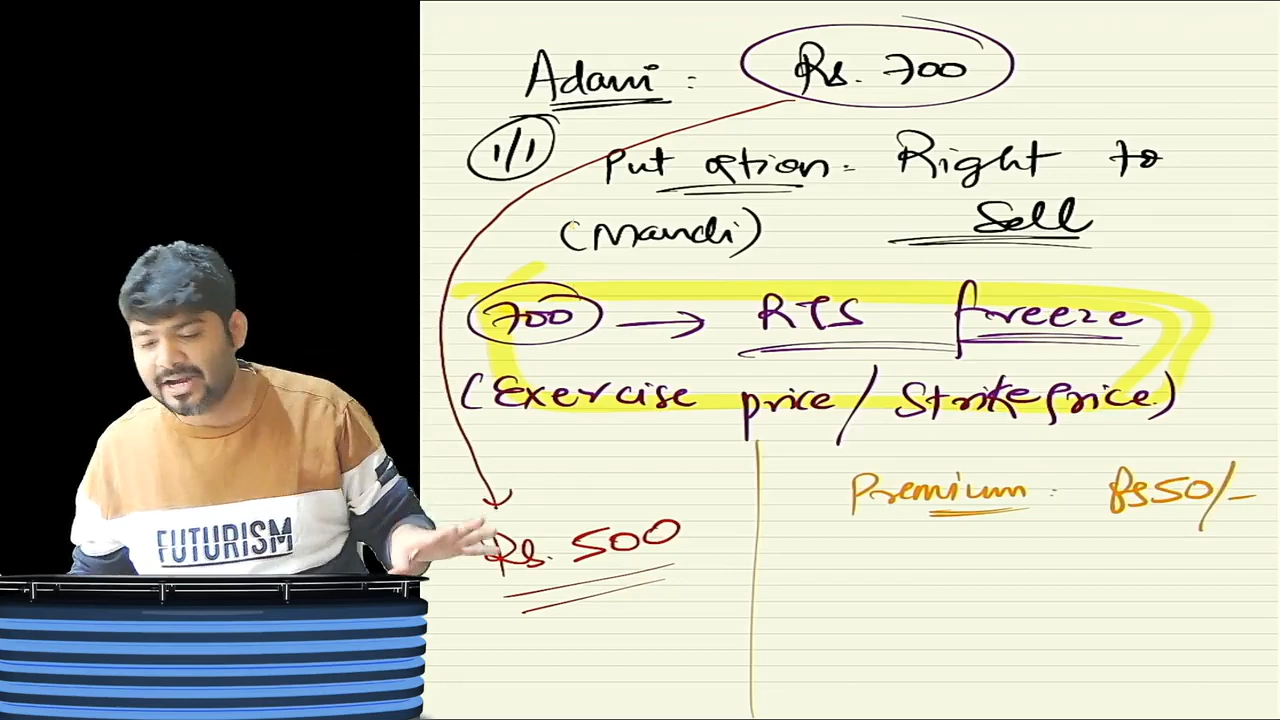 Adani : Rs. 700
1/1 Put option = Right to
(Mandi) Sell
700 → RTS freeze
(Exercise price / Strike price)
Premium : Rs 50/-
Rs. 500
FUTURISM